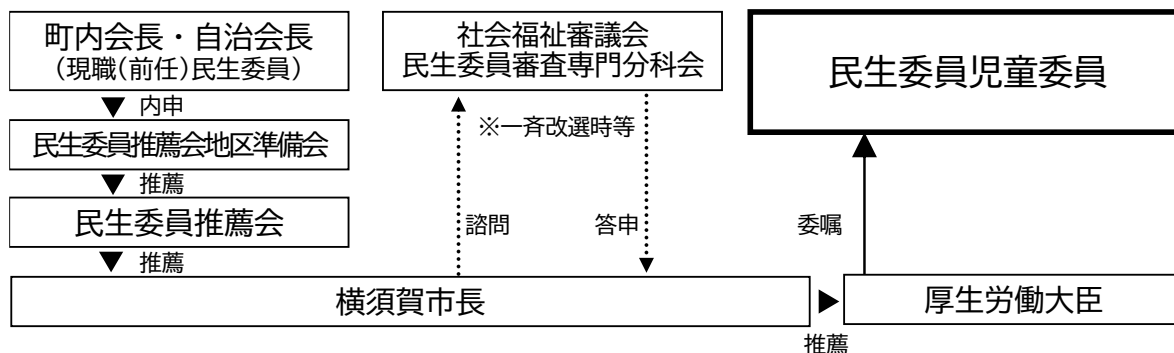 町内会長・自治会長
(現職(前任)民生委員)
内申
民生委員推薦会地区準備会
推薦
民生委員推薦会
推薦
横須賀市長
社会福祉審議会
民生委員審査専門分科会
※一斉改選時等
諮問
答申
推薦
厚生労働大臣
委嘱
民生委員児童委員